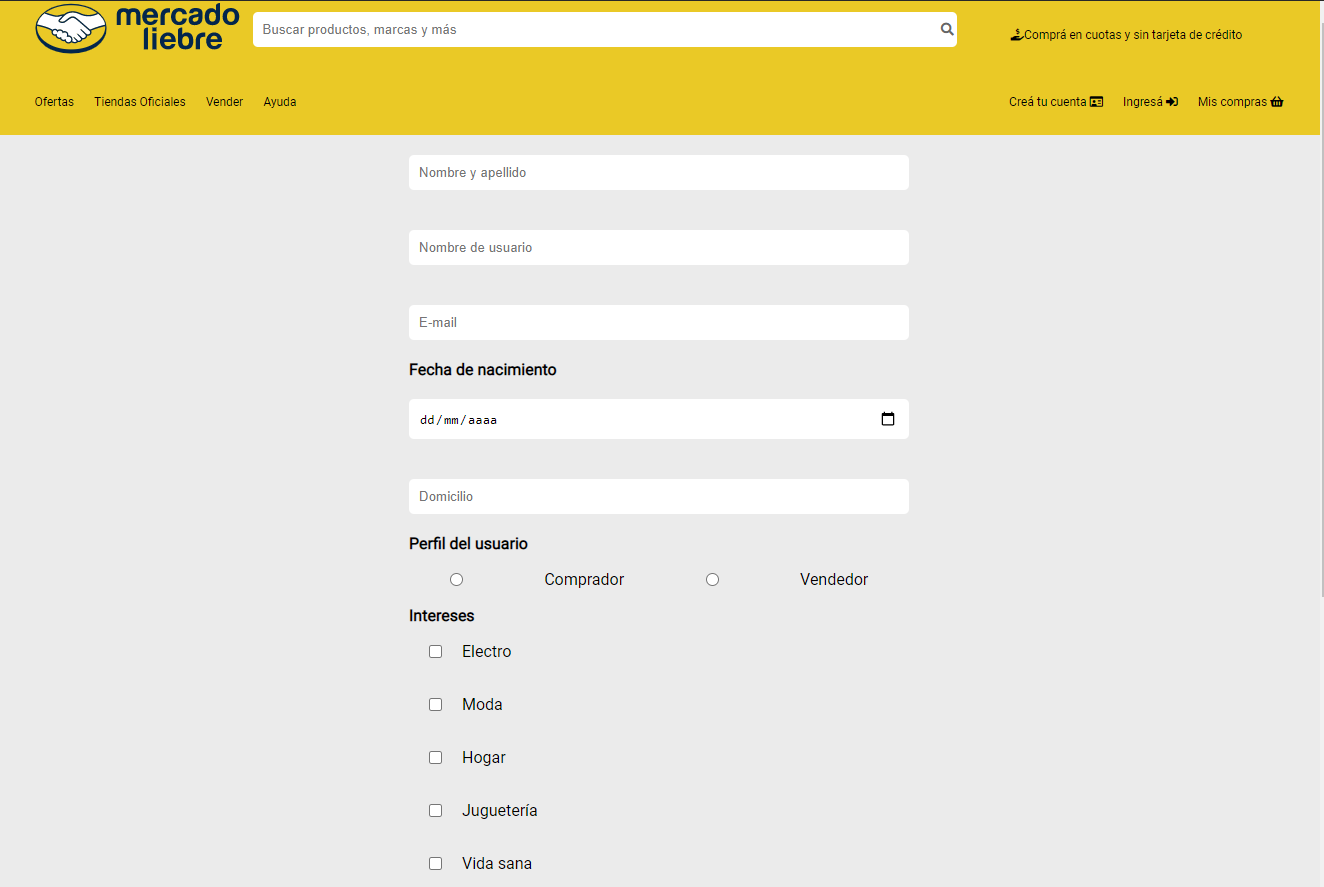 mercado
liebre
Buscar productos, marcas y más
Comprá en cuotas y sin tarjeta de crédito
Ofertas Tiendas Oficiales Vender Ayuda
Creá tu cuenta Ingresá Mis compras
Nombre y apellido
Nombre de usuario
E-mail
Fecha de nacimiento
dd/mm/aaaa
Domicilio
Perfil del usuario
Comprador Vendedor
Intereses
Electro
Moda
Hogar
Juguetería
Vida sana